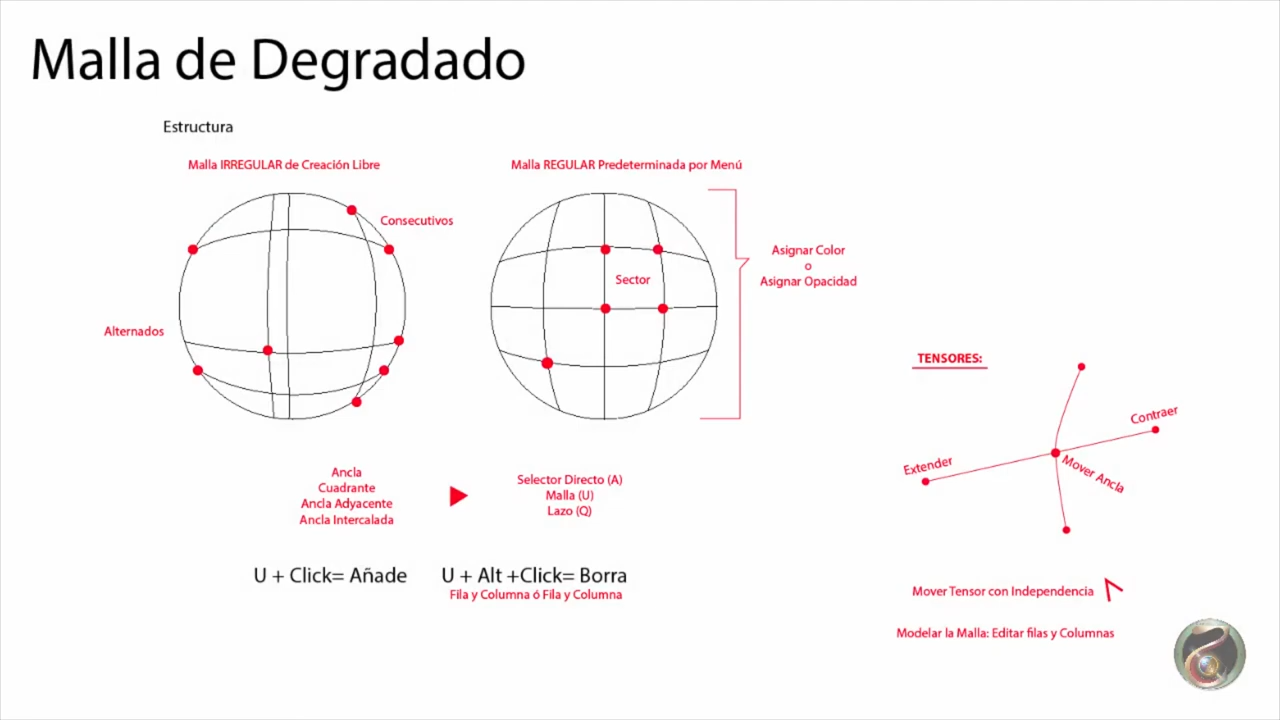 Malla de Degradado
Estructura
Malla IRREGULAR de Creación Libre
Consecutivos
Alternados
Malla REGULAR Predeterminada por Menú
Sector
Asignar Color
o
Asignar Opacidad
Ancla
Cuadrante
Ancla Adyacente
Ancla Intercalada
Selector Directo (A)
Malla (U)
Lazo (Q)
U + Click= Añade
U + Alt +Click= Borra
Fila y Columna ó Fila y Columna
TENSORES:
Contraer
Extender
Mover Ancla
Mover Tensor con Independencia
Modelar la Malla: Editar filas y Columnas